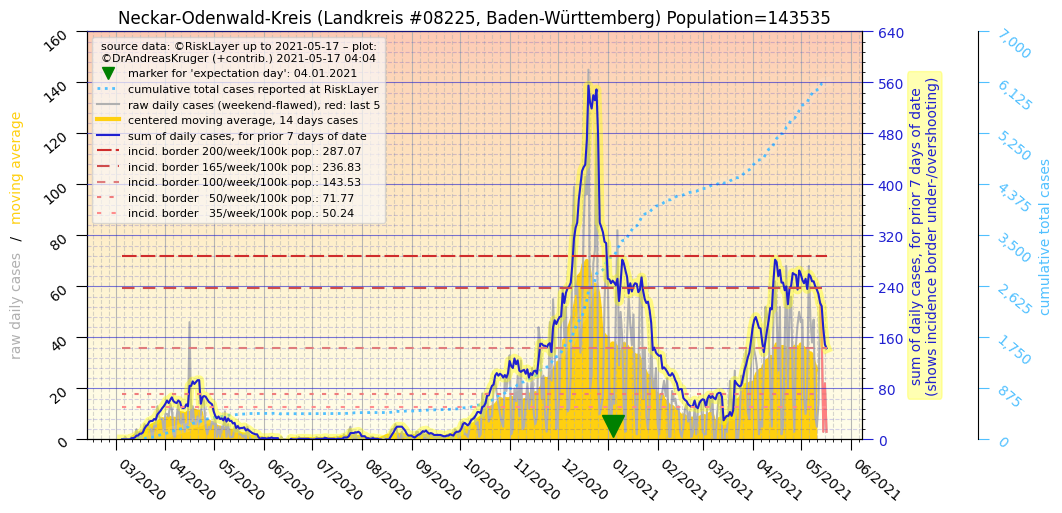 Neckar-Odenwald-Kreis (Landkreis #08225, Baden-Württemberg) Population=143535
source data: ©RiskLayer up to 2021-05-17 – plot:
©DrAndreasKruger (+contrib.) 2021-05-17 04:04
marker for 'expectation day': 04.01.2021
cumulative total cases reported at RiskLayer
raw daily cases (weekend-flawed), red: last 5
centered moving average, 14 days cases
sum of daily cases, for prior 7 days of date
incid. border 200/week/100k pop.: 287.07
incid. border 165/week/100k pop.: 236.83
incid. border 100/week/100k pop.: 143.53
incid. border   50/week/100k pop.: 71.77
incid. border   35/week/100k pop.: 50.24
raw daily cases / moving average
160
140
120
100
80
60
40
20
0
640
560
480
400
320
240
160
80
0
sum of daily cases, for prior 7 days of date
(shows incidence border under-/overshooting)
7,000
6,125
5,250
4,375
3,500
2,625
1,750
875
0
cumulative total cases
03/2020
04/2020
05/2020
06/2020
07/2020
08/2020
09/2020
10/2020
11/2020
12/2020
01/2021
02/2021
03/2021
04/2021
05/2021
06/2021